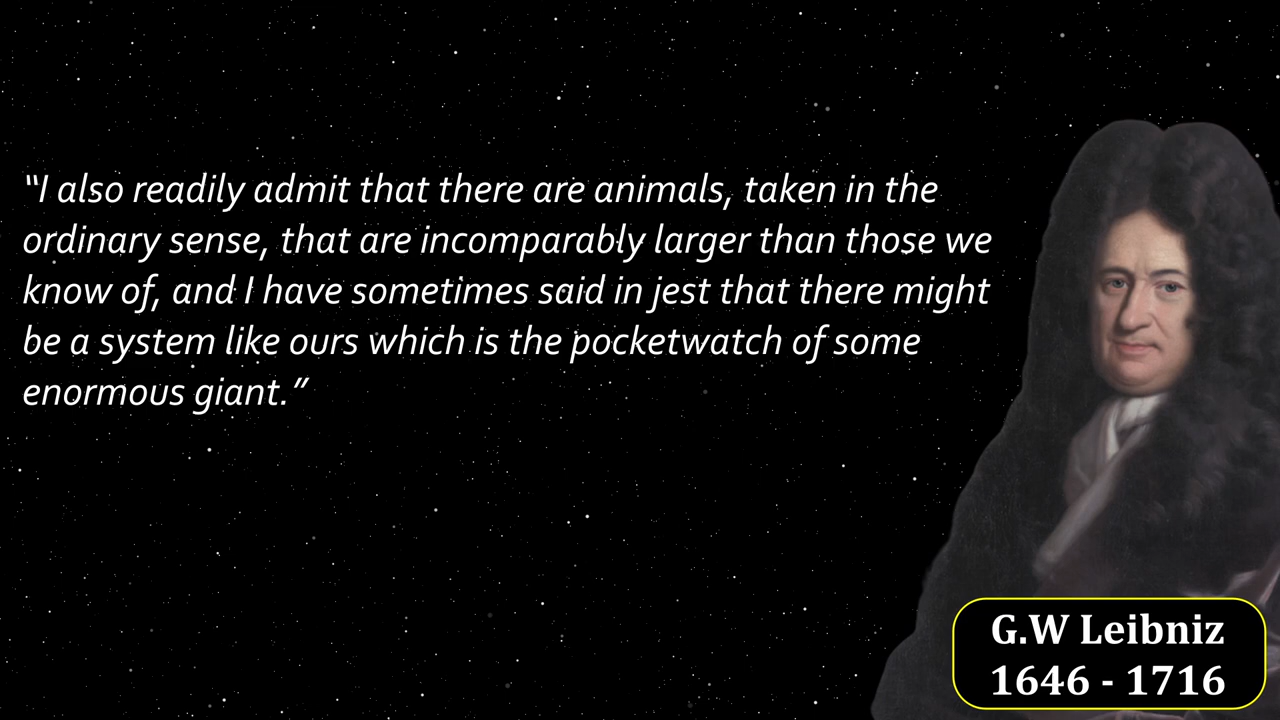 “I also readily admit that there are animals, taken in the
ordinary sense, that are incomparably larger than those we
know of, and I have sometimes said in jest that there might
be a system like ours which is the pocketwatch of some
enormous giant.”
G.W Leibniz
1646 - 1716